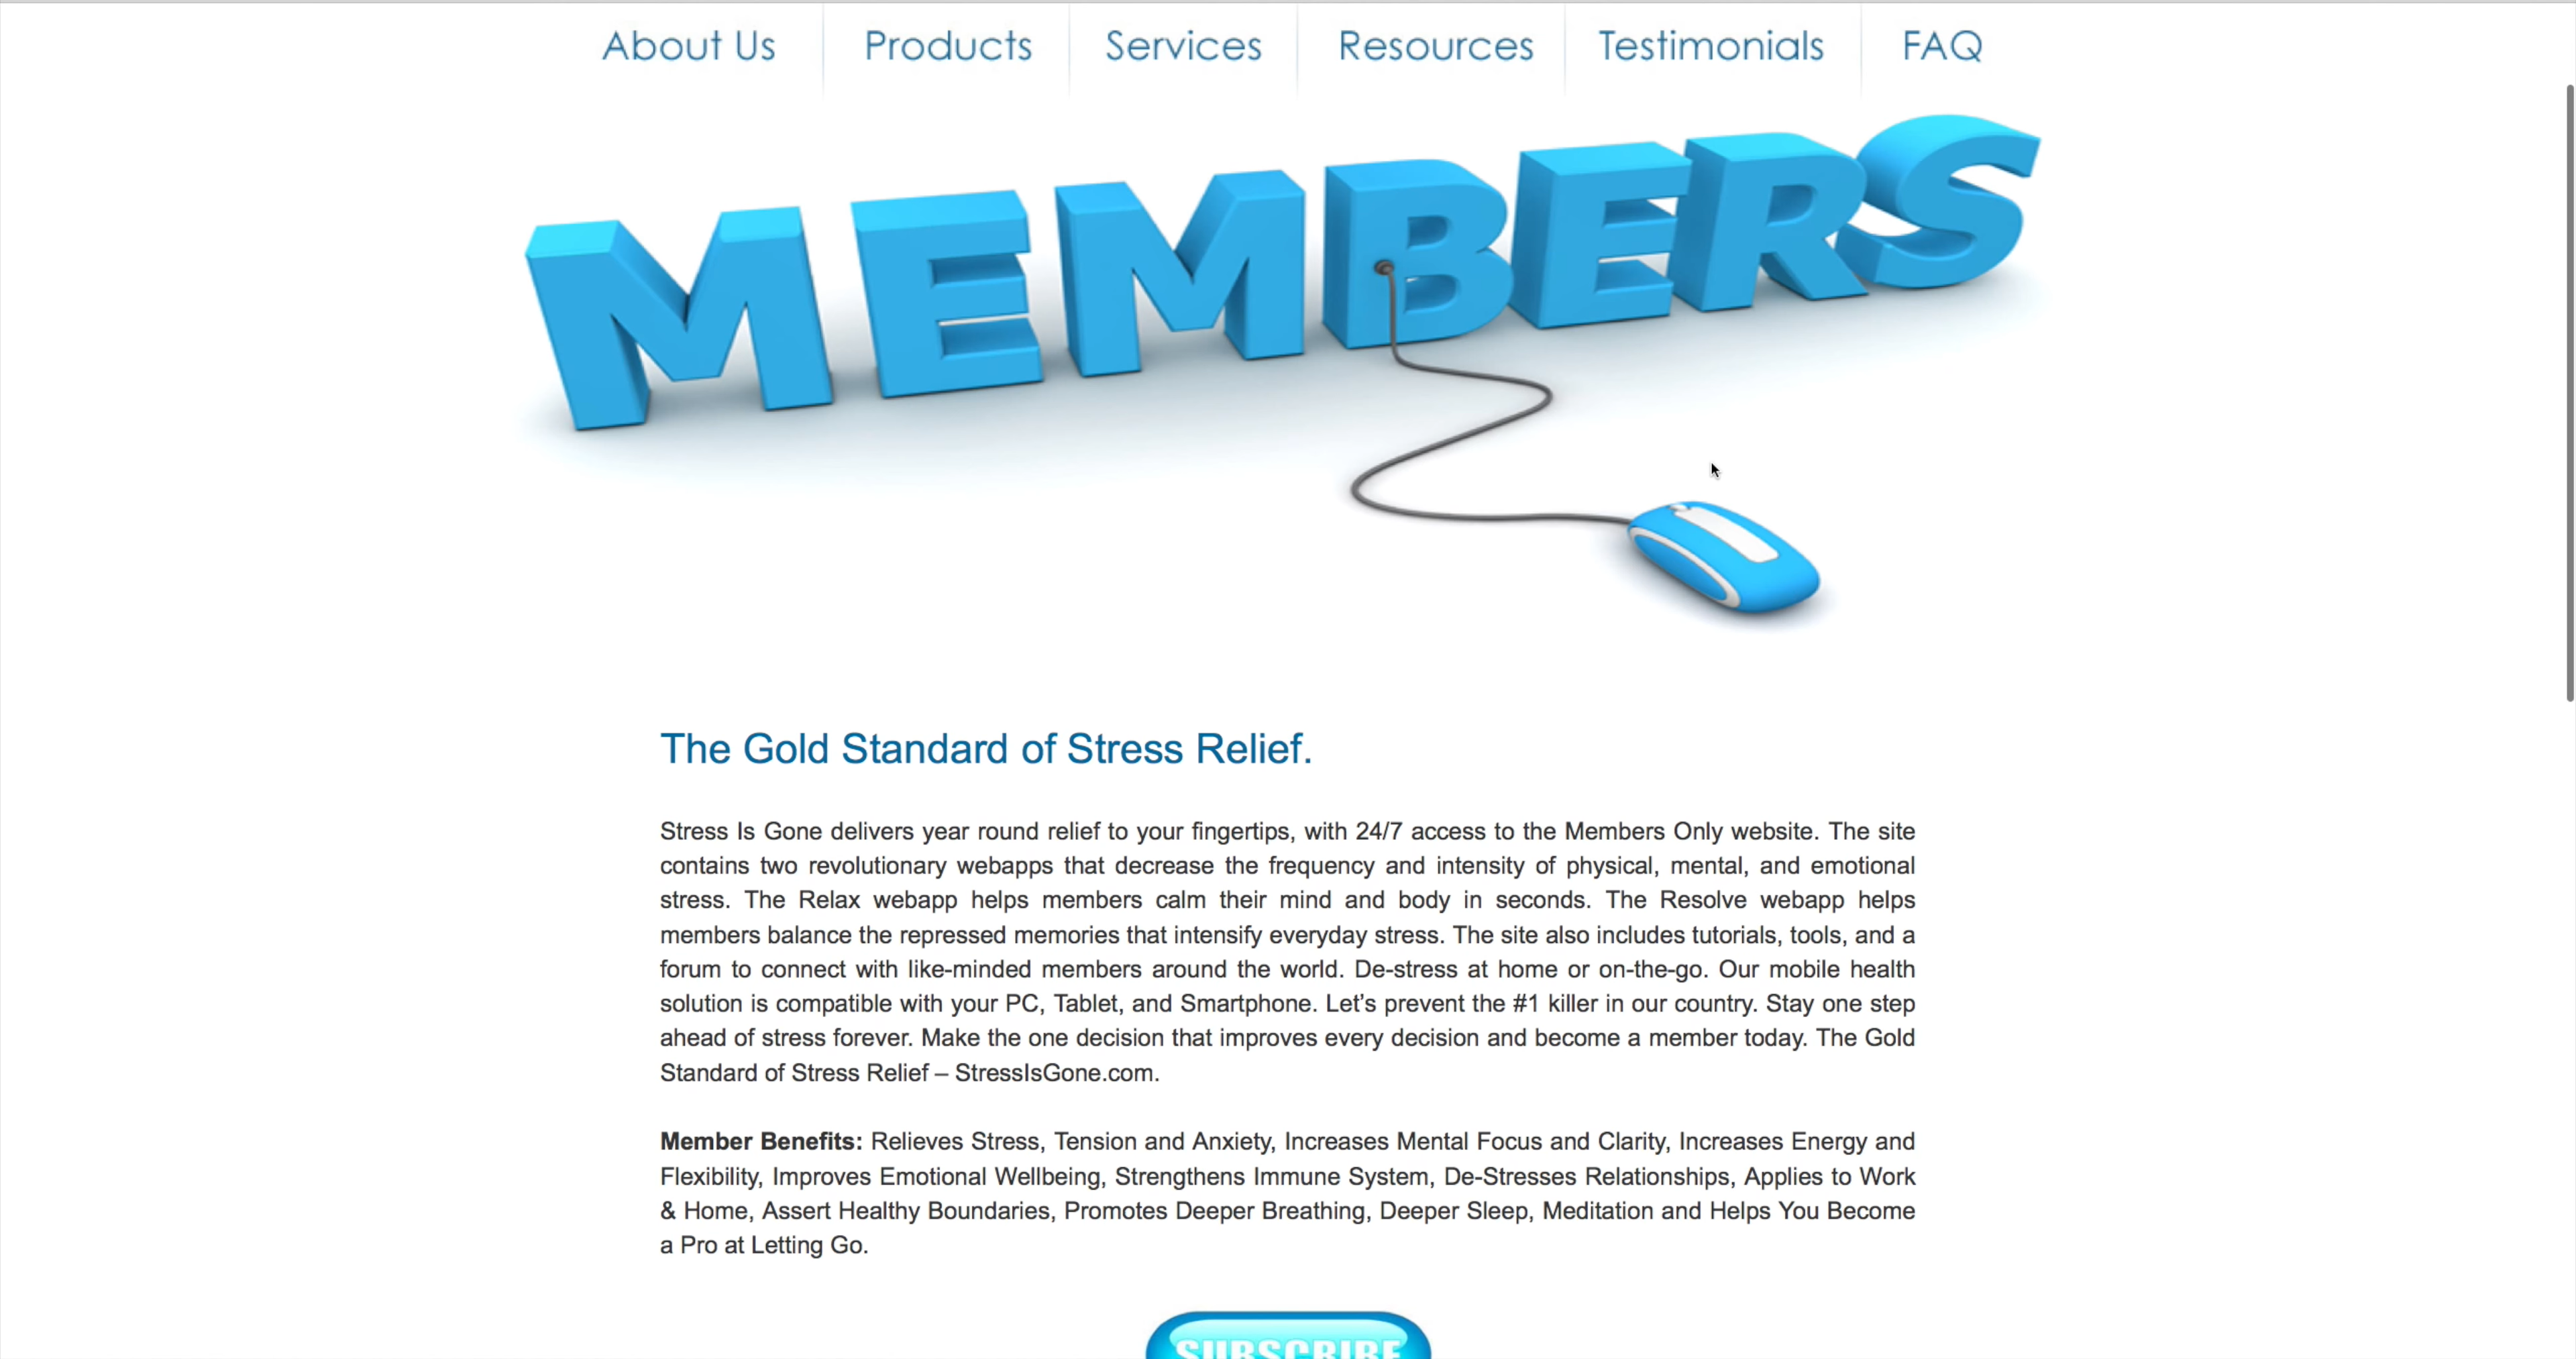 About Us Products Services Resources Testimonials FAQ
MEMBERS
The Gold Standard of Stress Relief.
Stress Is Gone delivers year round relief to your fingertips, with 24/7 access to the Members Only website. The site
contains two revolutionary webapps that decrease the frequency and intensity of physical, mental, and emotional
stress. The Relax webapp helps members calm their mind and body in seconds. The Resolve webapp helps
members balance the repressed memories that intensify everyday stress. The site also includes tutorials, tools, and a
forum to connect with like-minded members around the world. De-stress at home or on-the-go. Our mobile health
solution is compatible with your PC, Tablet, and Smartphone. Let’s prevent the #1 killer in our country. Stay one step
ahead of stress forever. Make the one decision that improves every decision and become a member today. The Gold
Standard of Stress Relief – StressIsGone.com.
Member Benefits: Relieves Stress, Tension and Anxiety, Increases Mental Focus and Clarity, Increases Energy and
Flexibility, Improves Emotional Wellbeing, Strengthens Immune System, De-Stresses Relationships, Applies to Work
& Home, Assert Healthy Boundaries, Promotes Deeper Breathing, Deeper Sleep, Meditation and Helps You Become
a Pro at Letting Go.
SUBSCRIBE